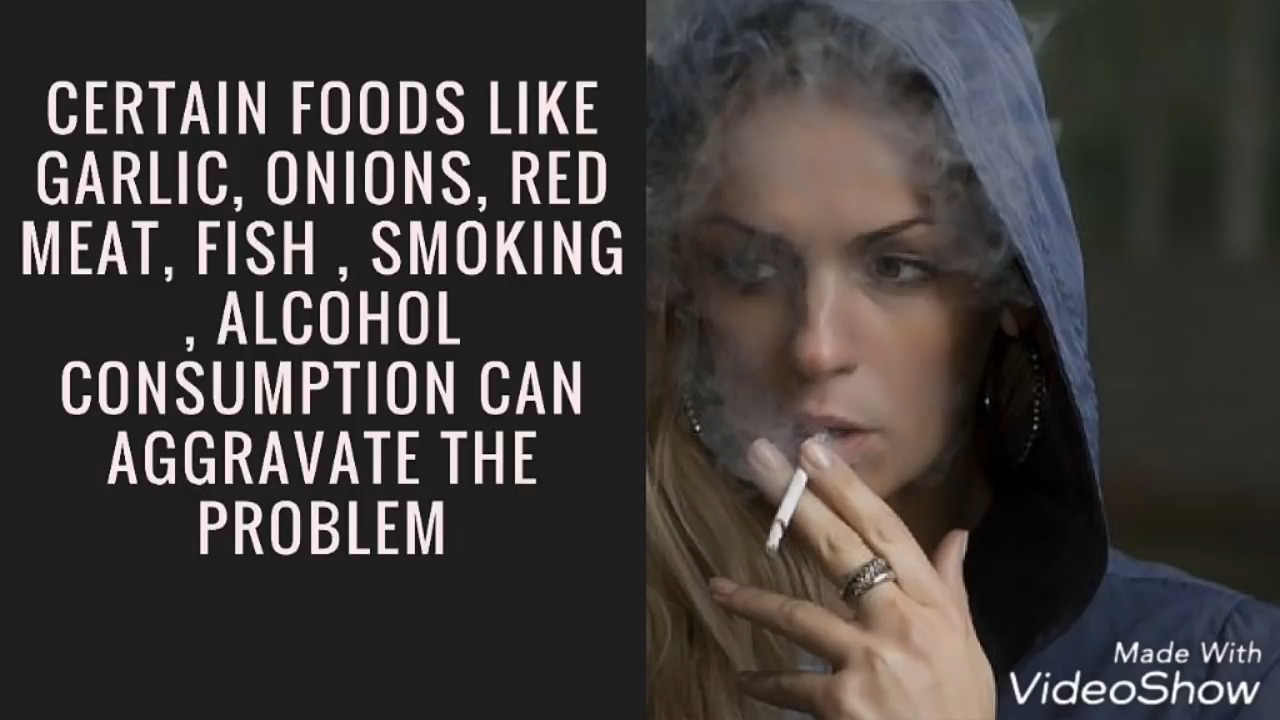 CERTAIN FOODS LIKE
GARLIC, ONIONS, RED
MEAT, FISH , SMOKING
, ALCOHOL
CONSUMPTION CAN
AGGRAVATE THE
PROBLEM
Made With
VideoShow